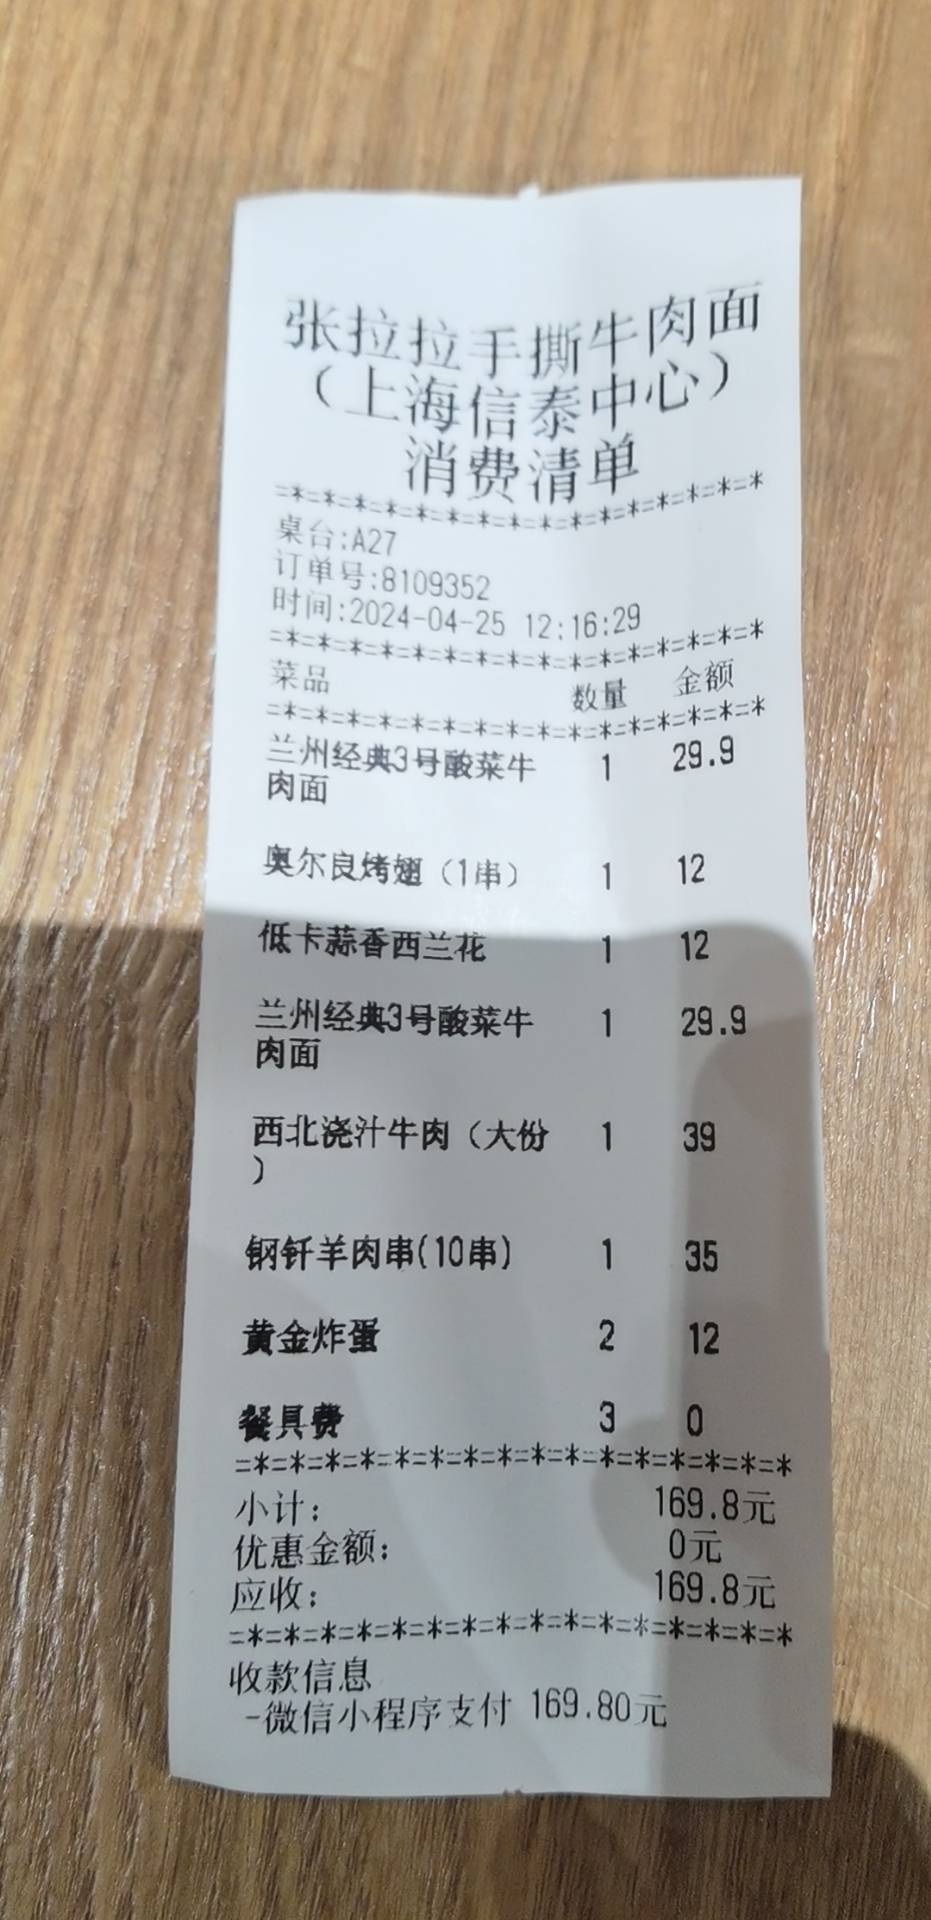 张拉拉手撕牛肉面
（上海信泰中心）
消费清单
=*=*=*=*=*=*=*=*=*=*=*=*=*=*=*=*
桌台:A27
订单号:8109352
时间:2024-04-25 12:16:29
=*=*=*=*=*=*=*=*=*=*=*=*=*=*=*=*
菜品 数量 金额
=*=*=*=*=*=*=*=*=*=*=*=*=*=*=*=*
兰州经典3号酸菜牛 1 29.9
肉面
奥尔良烤翅（1串） 1 12
低卡蒜香西兰花 1 12
兰州经典3号酸菜牛 1 29.9
肉面
西北浇汁牛肉（大份 1 39
）
钢钎羊肉串(10串) 1 35
黄金炸蛋 2 12
餐具费 3 0
=*=*=*=*=*=*=*=*=*=*=*=*=*=*=*=*
小计： 169.8元
优惠金额： 0元
应收： 169.8元
=*=*=*=*=*=*=*=*=*=*=*=*=*=*=*=*
收款信息
-微信小程序支付 169.80元